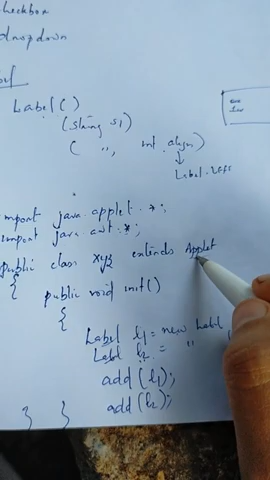 checkbox
dropdown
Label()
(String s1)
( ,, int align)
Label.LEFT
import java.applet.*;
import java.awt.*;
public class xyz extends Applet
{ public void init()
{
Label l1 = new Label
Label l2 = "
add(l1);
add(l2);
} }